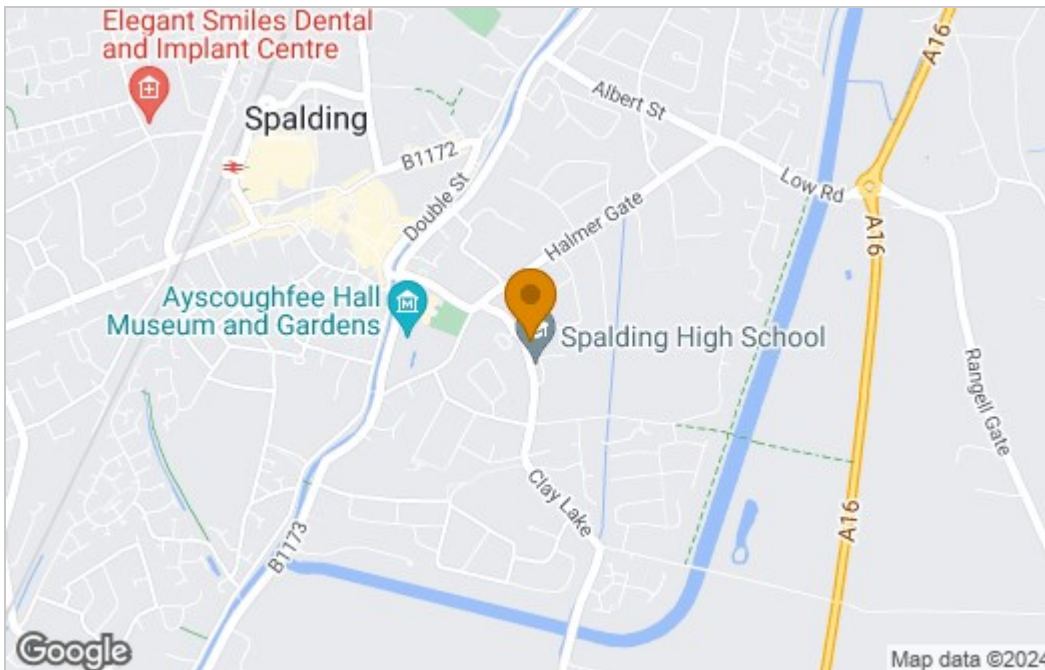 Elegant Smiles Dental
and Implant Centre
Spalding
A16
Albert St
B1172
Low Rd
Double St
Halmer Gate
A16
Ayscoughfee Hall
Museum and Gardens
M
Spalding High School
Rangell Gate
Clay Lake
A16
B1173
Google
Map data ©2024